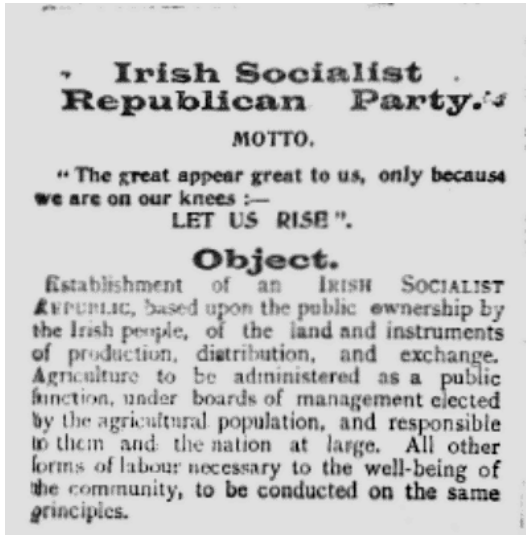 Irish Socialist
Republican Party.
MOTTO.
"The great appear great to us, only because
we are on our knees :—
LET US RISE".
Object.
Establishment of an IRISH SOCIALIST
REPUBLIC, based upon the public ownership by
the Irish people, of the land and instruments
of production, distribution, and exchange.
Agriculture to be administered as a public
function, under boards of management elected
by the agricultural population, and responsible
to them and the nation at large. All other
forms of labour necessary to the well-being of
the community, to be conducted on the same
principles.